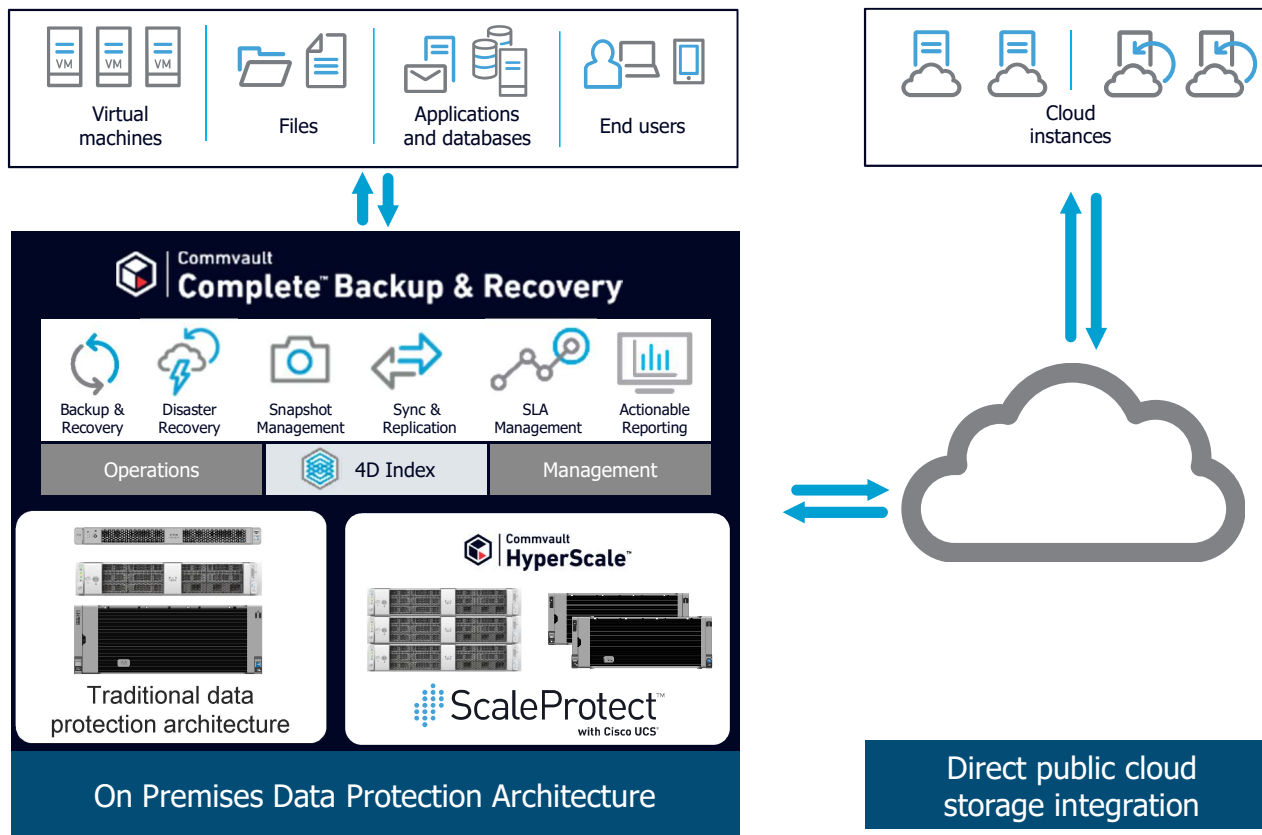 VM
VM
VM
Virtual
machines
Files
Applications
and databases
End users
Cloud
instances
Commvault
Complete™ Backup & Recovery
Backup &
Recovery
Disaster
Recovery
Snapshot
Management
Sync &
Replication
SLA
Management
Actionable
Reporting
Operations
4D Index
Management
Traditional data
protection architecture
Commvault
HyperScale™
ScaleProtect™
with Cisco UCS®
On Premises Data Protection Architecture
Direct public cloud
storage integration